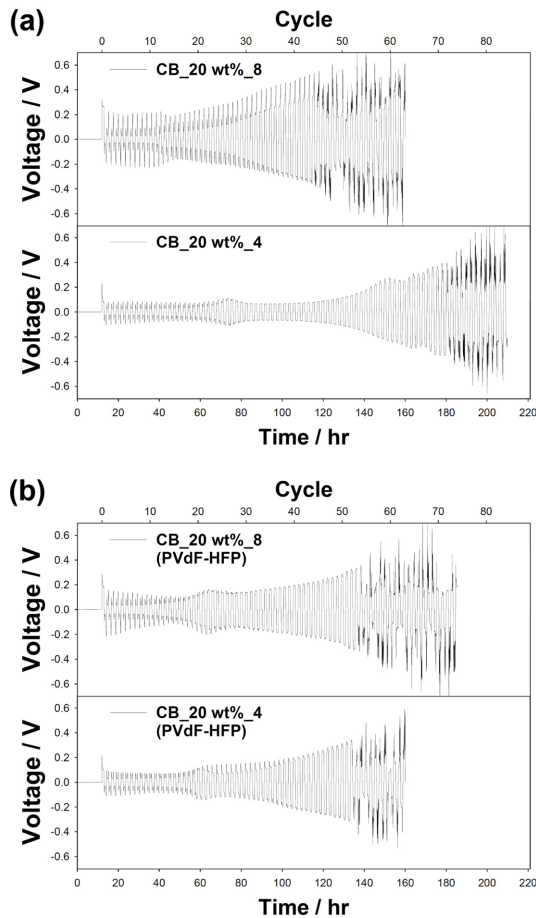 (a)
Cycle
0 10 20 30 40 50 60 70 80
CB_20 wt%_8
Voltage / V
0.6
0.4
0.2
0.0
-0.2
-0.4
-0.6
CB_20 wt%_4
Voltage / V
0.6
0.4
0.2
0.0
-0.2
-0.4
-0.6
0 20 40 60 80 100 120 140 160 180 200 220
Time / hr
(b)
Cycle
0 10 20 30 40 50 60 70 80
CB_20 wt%_8
(PVdF-HFP)
Voltage / V
0.6
0.4
0.2
0.0
-0.2
-0.4
-0.6
CB_20 wt%_4
(PVdF-HFP)
Voltage / V
0.6
0.4
0.2
0.0
-0.2
-0.4
-0.6
0 20 40 60 80 100 120 140 160 180 200 210
Time / hr